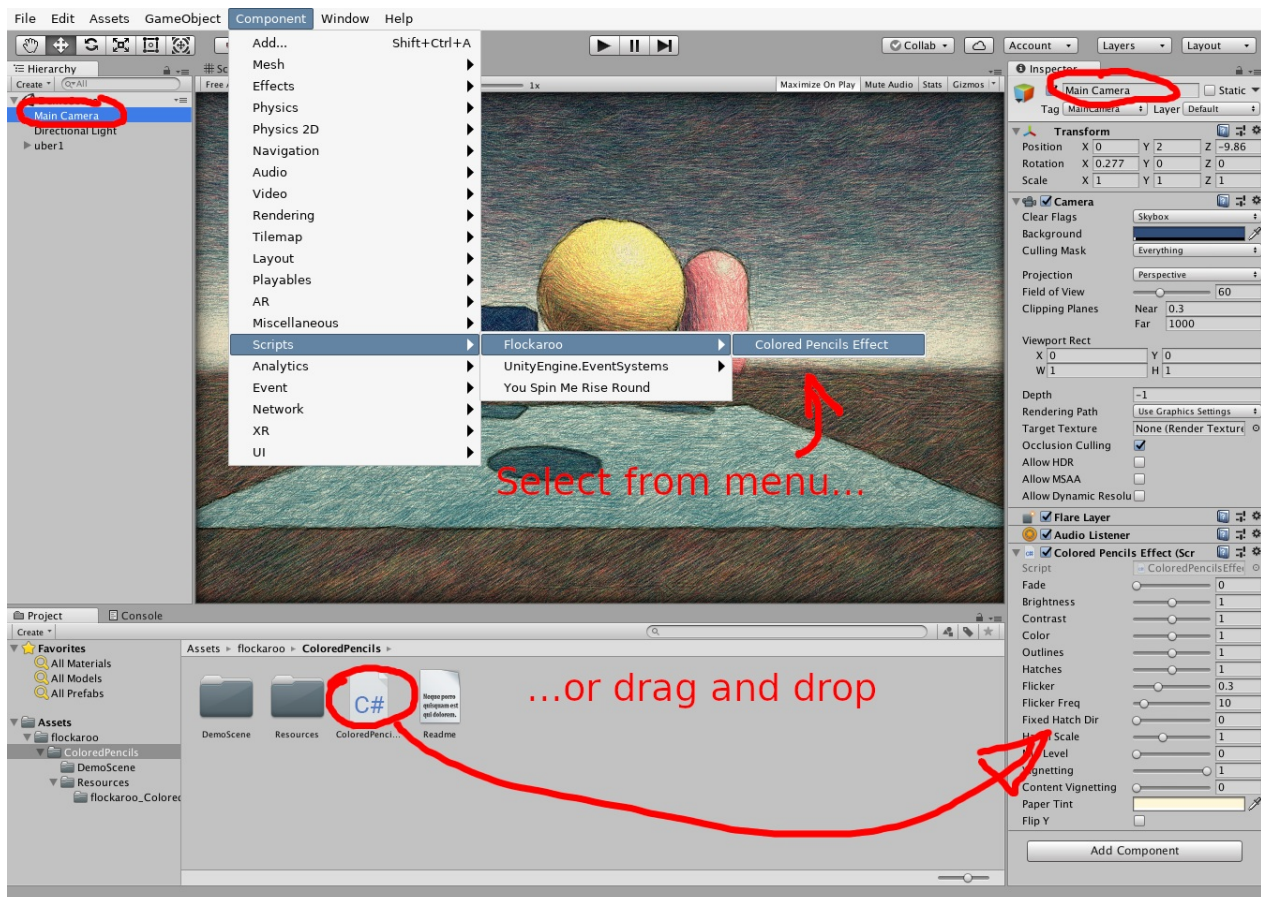 File Edit Assets GameObject Component Window Help
Collab Account Layers Layout
Hierarchy
Create All
Main Camera
Directional Light
uber1
Free 1x Maximize On Play Mute Audio Stats Gizmos
Add... Shift+Ctrl+A
Mesh
Effects
Physics
Physics 2D
Navigation
Audio
Video
Rendering
Tilemap
Layout
Playables
AR
Miscellaneous
Scripts
Analytics
Event
Network
XR
UI
Flockaroo
UnityEngine.EventSystems
You Spin Me Rise Round
Colored Pencils Effect
Select from menu...
Inspector
Main Camera Static
Tag MainCamera Layer Default
Transform
Position X 0 Y 2 Z -9.86
Rotation X 0.277 Y 0 Z 0
Scale X 1 Y 1 Z 1
Camera
Clear Flags Skybox
Background
Culling Mask Everything
Projection Perspective
Field of View 60
Clipping Planes Near 0.3
Far 1000
Viewport Rect
X 0 Y 0
W 1 H 1
Depth -1
Rendering Path Use Graphics Settings
Target Texture None (Render Texture
Occlusion Culling
Allow HDR
Allow MSAA
Allow Dynamic Resolu
Flare Layer
Audio Listener
Colored Pencils Effect (Scr
Script ColoredPencilsEffec
Fade 0
Brightness 1
Contrast 1
Color 1
Outlines 1
Hatches 1
Flicker 0.3
Flicker Freq 10
Fixed Hatch Dir 0
Scale 1
Level 0
Vignetting 1
Content Vignetting 0
Paper Tint
Flip Y
Add Component
Project Console
Create
Favorites
All Materials
All Models
All Prefabs
Assets
flockaroo
ColoredPencils
DemoScene
Resources
flockaroo_Colored
Assets flockaroo ColoredPencils
C#
Neque porro
quisquam est
qui dolorem.
DemoScene Resources ColoredPenci... Readme
...or drag and drop